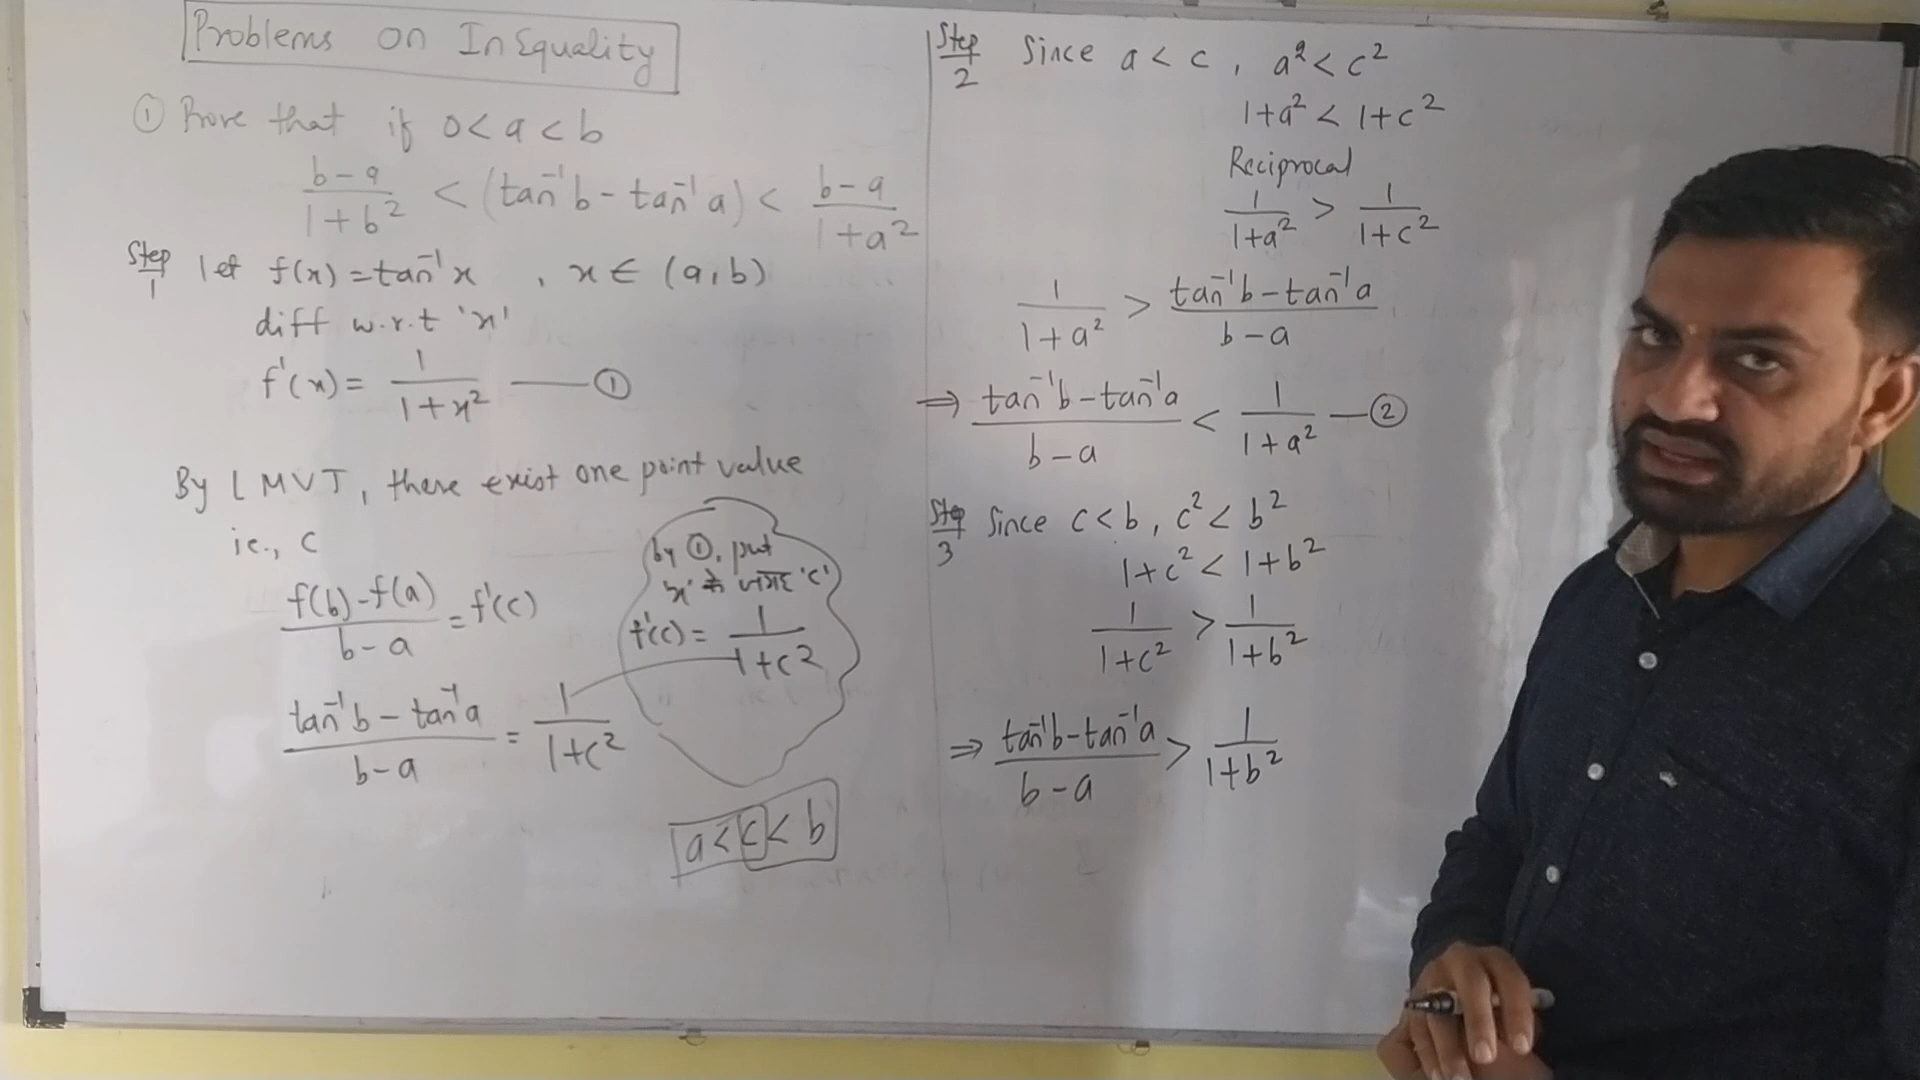 Problems on InEquality
① Prove that if 0<a<b
b-a/1+b² < (tan⁻¹b - tan⁻¹a) < b-a/1+a²
Step 1 let f(x) = tan⁻¹x , x ∈ (a,b)
diff w.r.t 'x'
f'(x) = 1/1+x² —— ①
By LMVT, there exist one point value
ie., c
f(b)-f(a)/b-a = f'(c)
by ①, put
'x' के जगह 'c'
f'(c) = 1/1+c²
tan⁻¹b - tan⁻¹a/b-a = 1/1+c²
a<c<b
Step 2 Since a < c , a² < c²
1+a² < 1+c²
Reciprocal
1/1+a² > 1/1+c²
1/1+a² > tan⁻¹b - tan⁻¹a/b-a
⇒ tan⁻¹b - tan⁻¹a/b-a < 1/1+a² —②
Step 3 Since c<b, c² < b²
1+c² < 1+b²
1/1+c² > 1/1+b²
⇒ tan⁻¹b - tan⁻¹a/b-a > 1/1+b²